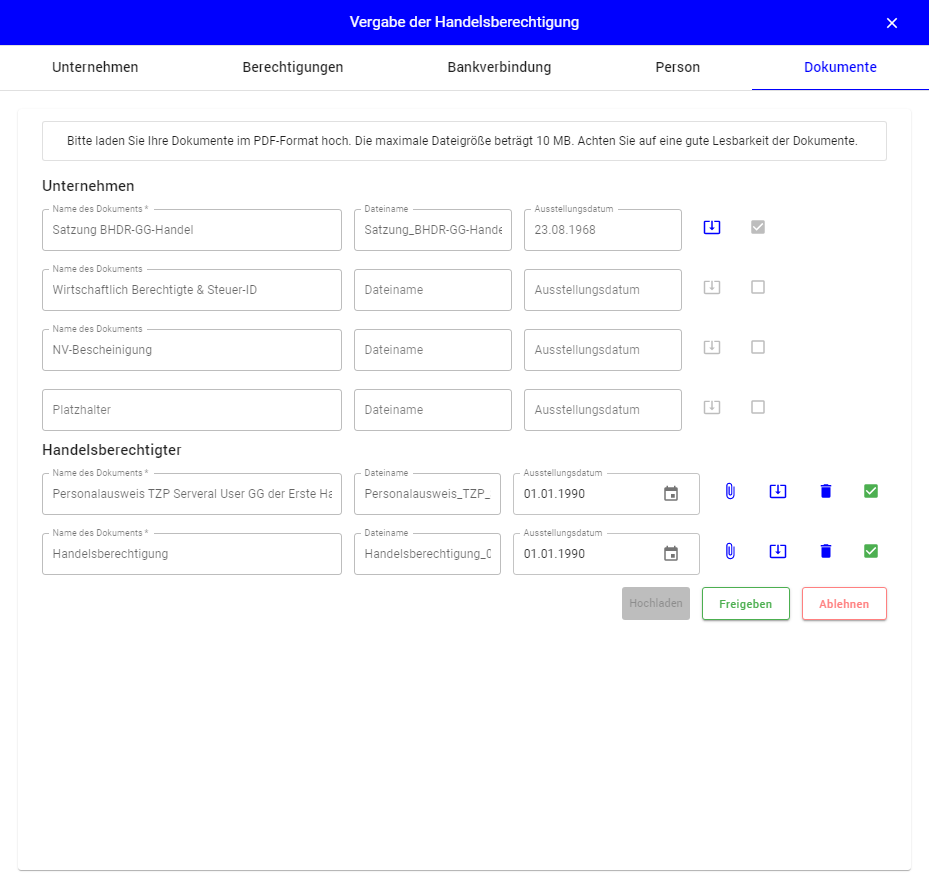 Vergabe der Handelsberechtigung
Unternehmen Berechtigungen Bankverbindung Person Dokumente
Bitte laden Sie Ihre Dokumente im PDF-Format hoch. Die maximale Dateigröße beträgt 10 MB. Achten Sie auf eine gute Lesbarkeit der Dokumente.
Unternehmen
Name des Dokuments * Dateiname Ausstellungsdatum
Satzung BHDR-GG-Handel Satzung_BHDR-GG-Hande 23.08.1968
Name des Dokuments
Wirtschaftlich Berechtigte & Steuer-ID Dateiname Ausstellungsdatum
Name des Dokuments
NV-Bescheinigung Dateiname Ausstellungsdatum
Platzhalter Dateiname Ausstellungsdatum
Handelsberechtigter
Name des Dokuments * Dateiname Ausstellungsdatum
Personalausweis TZP Serveral User GG der Erste Ha Personalausweis_TZP_ 01.01.1990
Name des Dokuments * Dateiname Ausstellungsdatum
Handelsberechtigung Handelsberechtigung_0 01.01.1990
Hochladen Freigeben Ablehnen